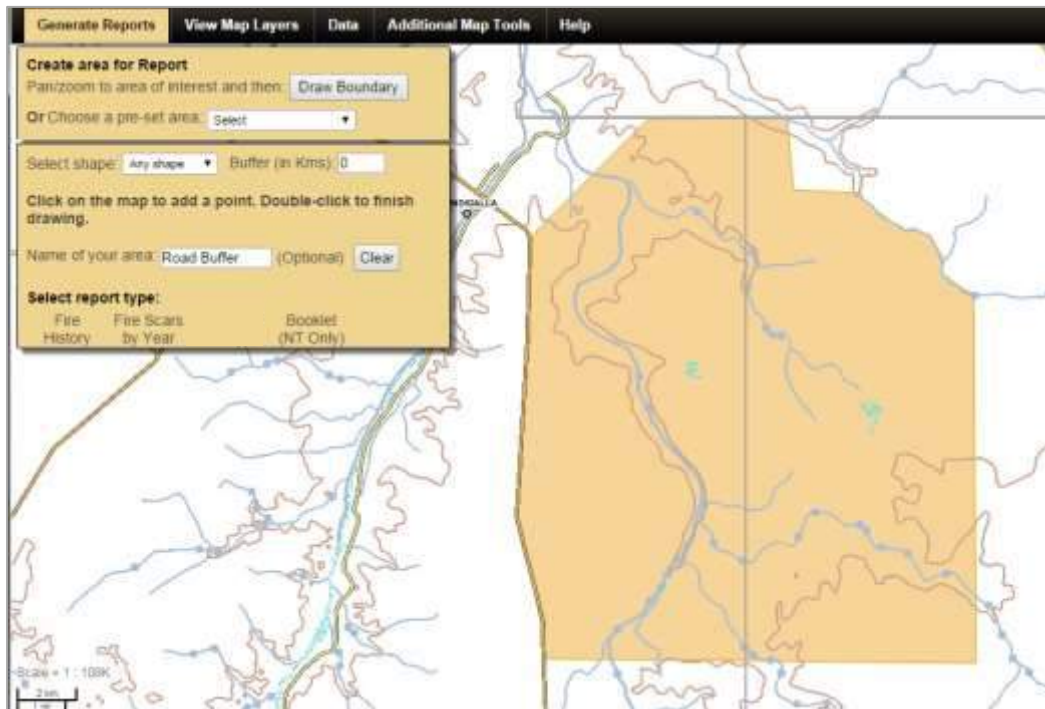 Generate Reports View Map Layers Data Additional Map Tools Help
Create area for Report
Pan/zoom to area of interest and then: Draw Boundary
Or Choose a pre-set area: Select
Select shape: Any shape Buffer (in Kms): 0
Click on the map to add a point. Double-click to finish
drawing.
Name of your area: Road Buffer (Optional) Clear
Select report type:
Fire Fire Scars Booklet
History by Year (NT Only)
Scale = 1 : 108K
2 km